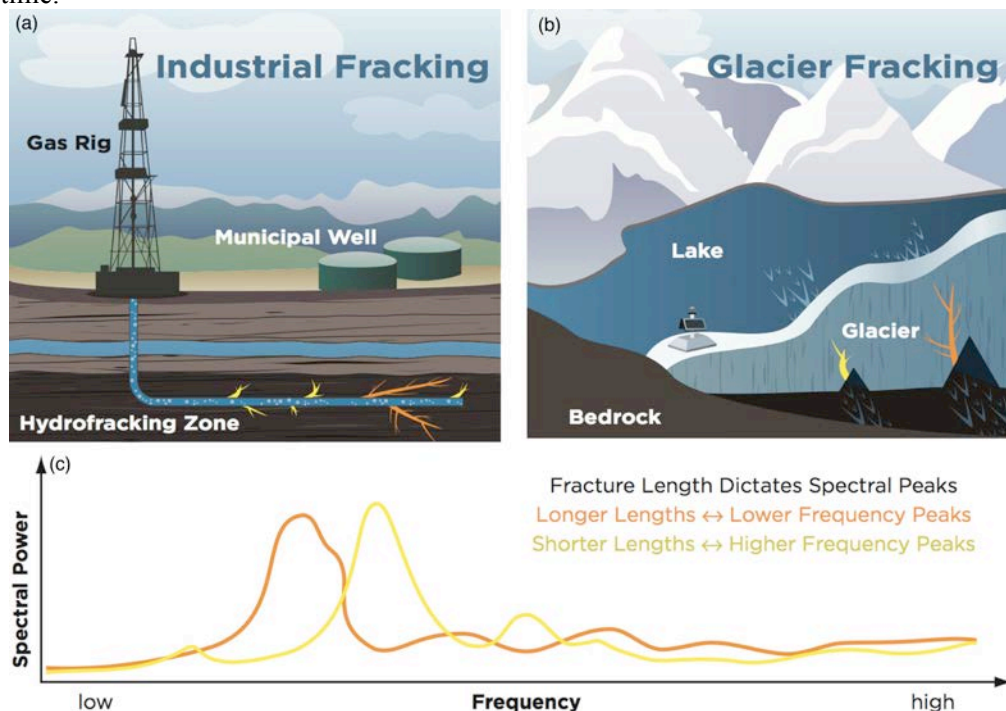 time.
(a)
Industrial Fracking
Gas Rig
Municipal Well
Hydrofracking Zone
(b)
Glacier Fracking
Lake
Glacier
Bedrock
(c)
Fracture Length Dictates Spectral Peaks
Longer Lengths ↔ Lower Frequency Peaks
Shorter Lengths ↔ Higher Frequency Peaks
Spectral Power
low
Frequency
high